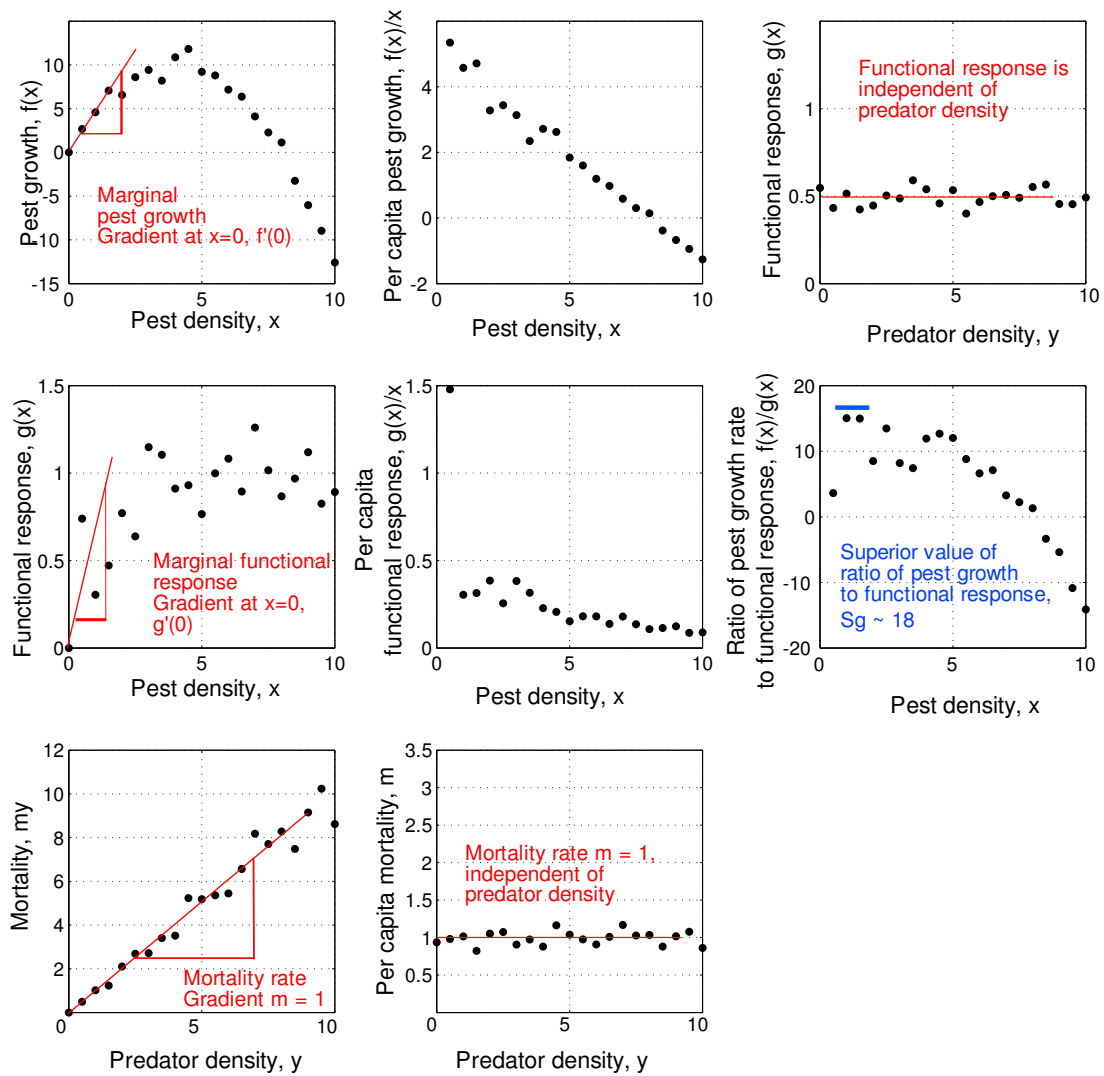 Pest growth, f(x)
10
5
0
-5
-10
-15
0
5
10
Marginal
pest growth
Gradient at x=0, f'(0)
Pest density, x
Per capita pest growth, f(x)/x
4
2
0
-2
0
5
10
Pest density, x
Functional response, g(x)
1
0.5
0
0
5
10
Functional response is
independent of
predator density
Predator density, y
Functional response, g(x)
1.5
1
0.5
0
0
5
10
Marginal functional
response
Gradient at x=0,
g'(0)
Pest density, x
Per capita
functional response, g(x)/x
1.5
1
0.5
0
0
5
10
Pest density, x
Ratio of pest growth rate
to functional response, f(x)/g(x)
20
10
0
-10
-20
0
5
10
Superior value of
ratio of pest growth
to functional response,
Sg ~ 18
Pest density, x
Mortality, my
12
10
8
6
4
2
0
5
10
Mortality rate
Gradient m = 1
Predator density, y
Per capita mortality, m
3.5
3
2.5
2
1.5
1
0.5
0
5
10
Mortality rate m = 1,
independent of
predator density
Predator density, y